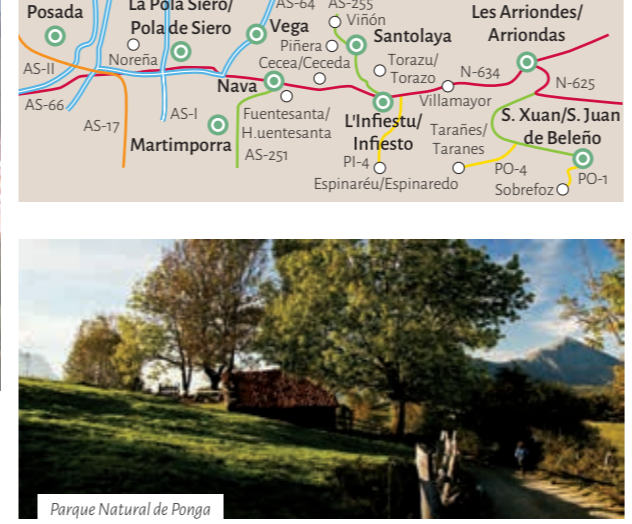 AS-64
AS-255
Posada
La Pola Siero/
Pola de Siero
Noreña
AS-II
AS-66
AS-17
AS-I
Vega
Viñón
Piñera
Santolaya
Cecea/Ceceda
Torazu/
Torazo
Nava
Fuentesanta/
H.uentesanta
Martimporra
AS-251
L'Infiestu/
Infiesto
PI-4
Espinaréu/Espinaredo
Villamayor
N-634
Les Arriondes/
Arriondas
N-625
Tarañes/
Taranes
S. Xuan/S. Juan
de Beleño
PO-4
PO-1
Sobrefoz
Parque Natural de Ponga